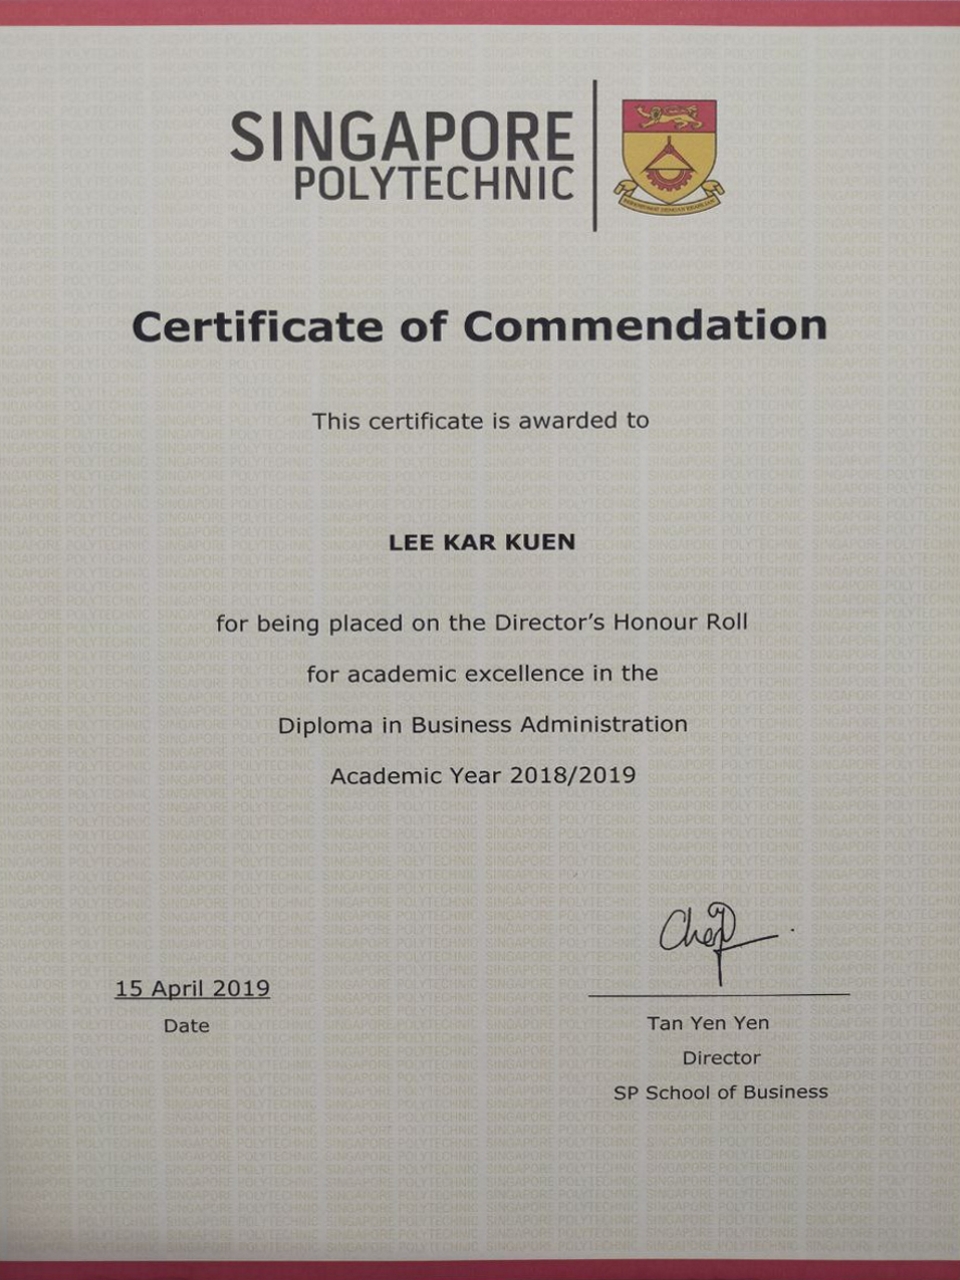 SINGAPORE
POLYTECHNIC
Certificate of Commendation
This certificate is awarded to
LEE KAR KUEN
for being placed on the Director's Honour Roll
for academic excellence in the
Diploma in Business Administration
Academic Year 2018/2019
15 April 2019
Date
Tan Yen Yen
Director
SP School of Business